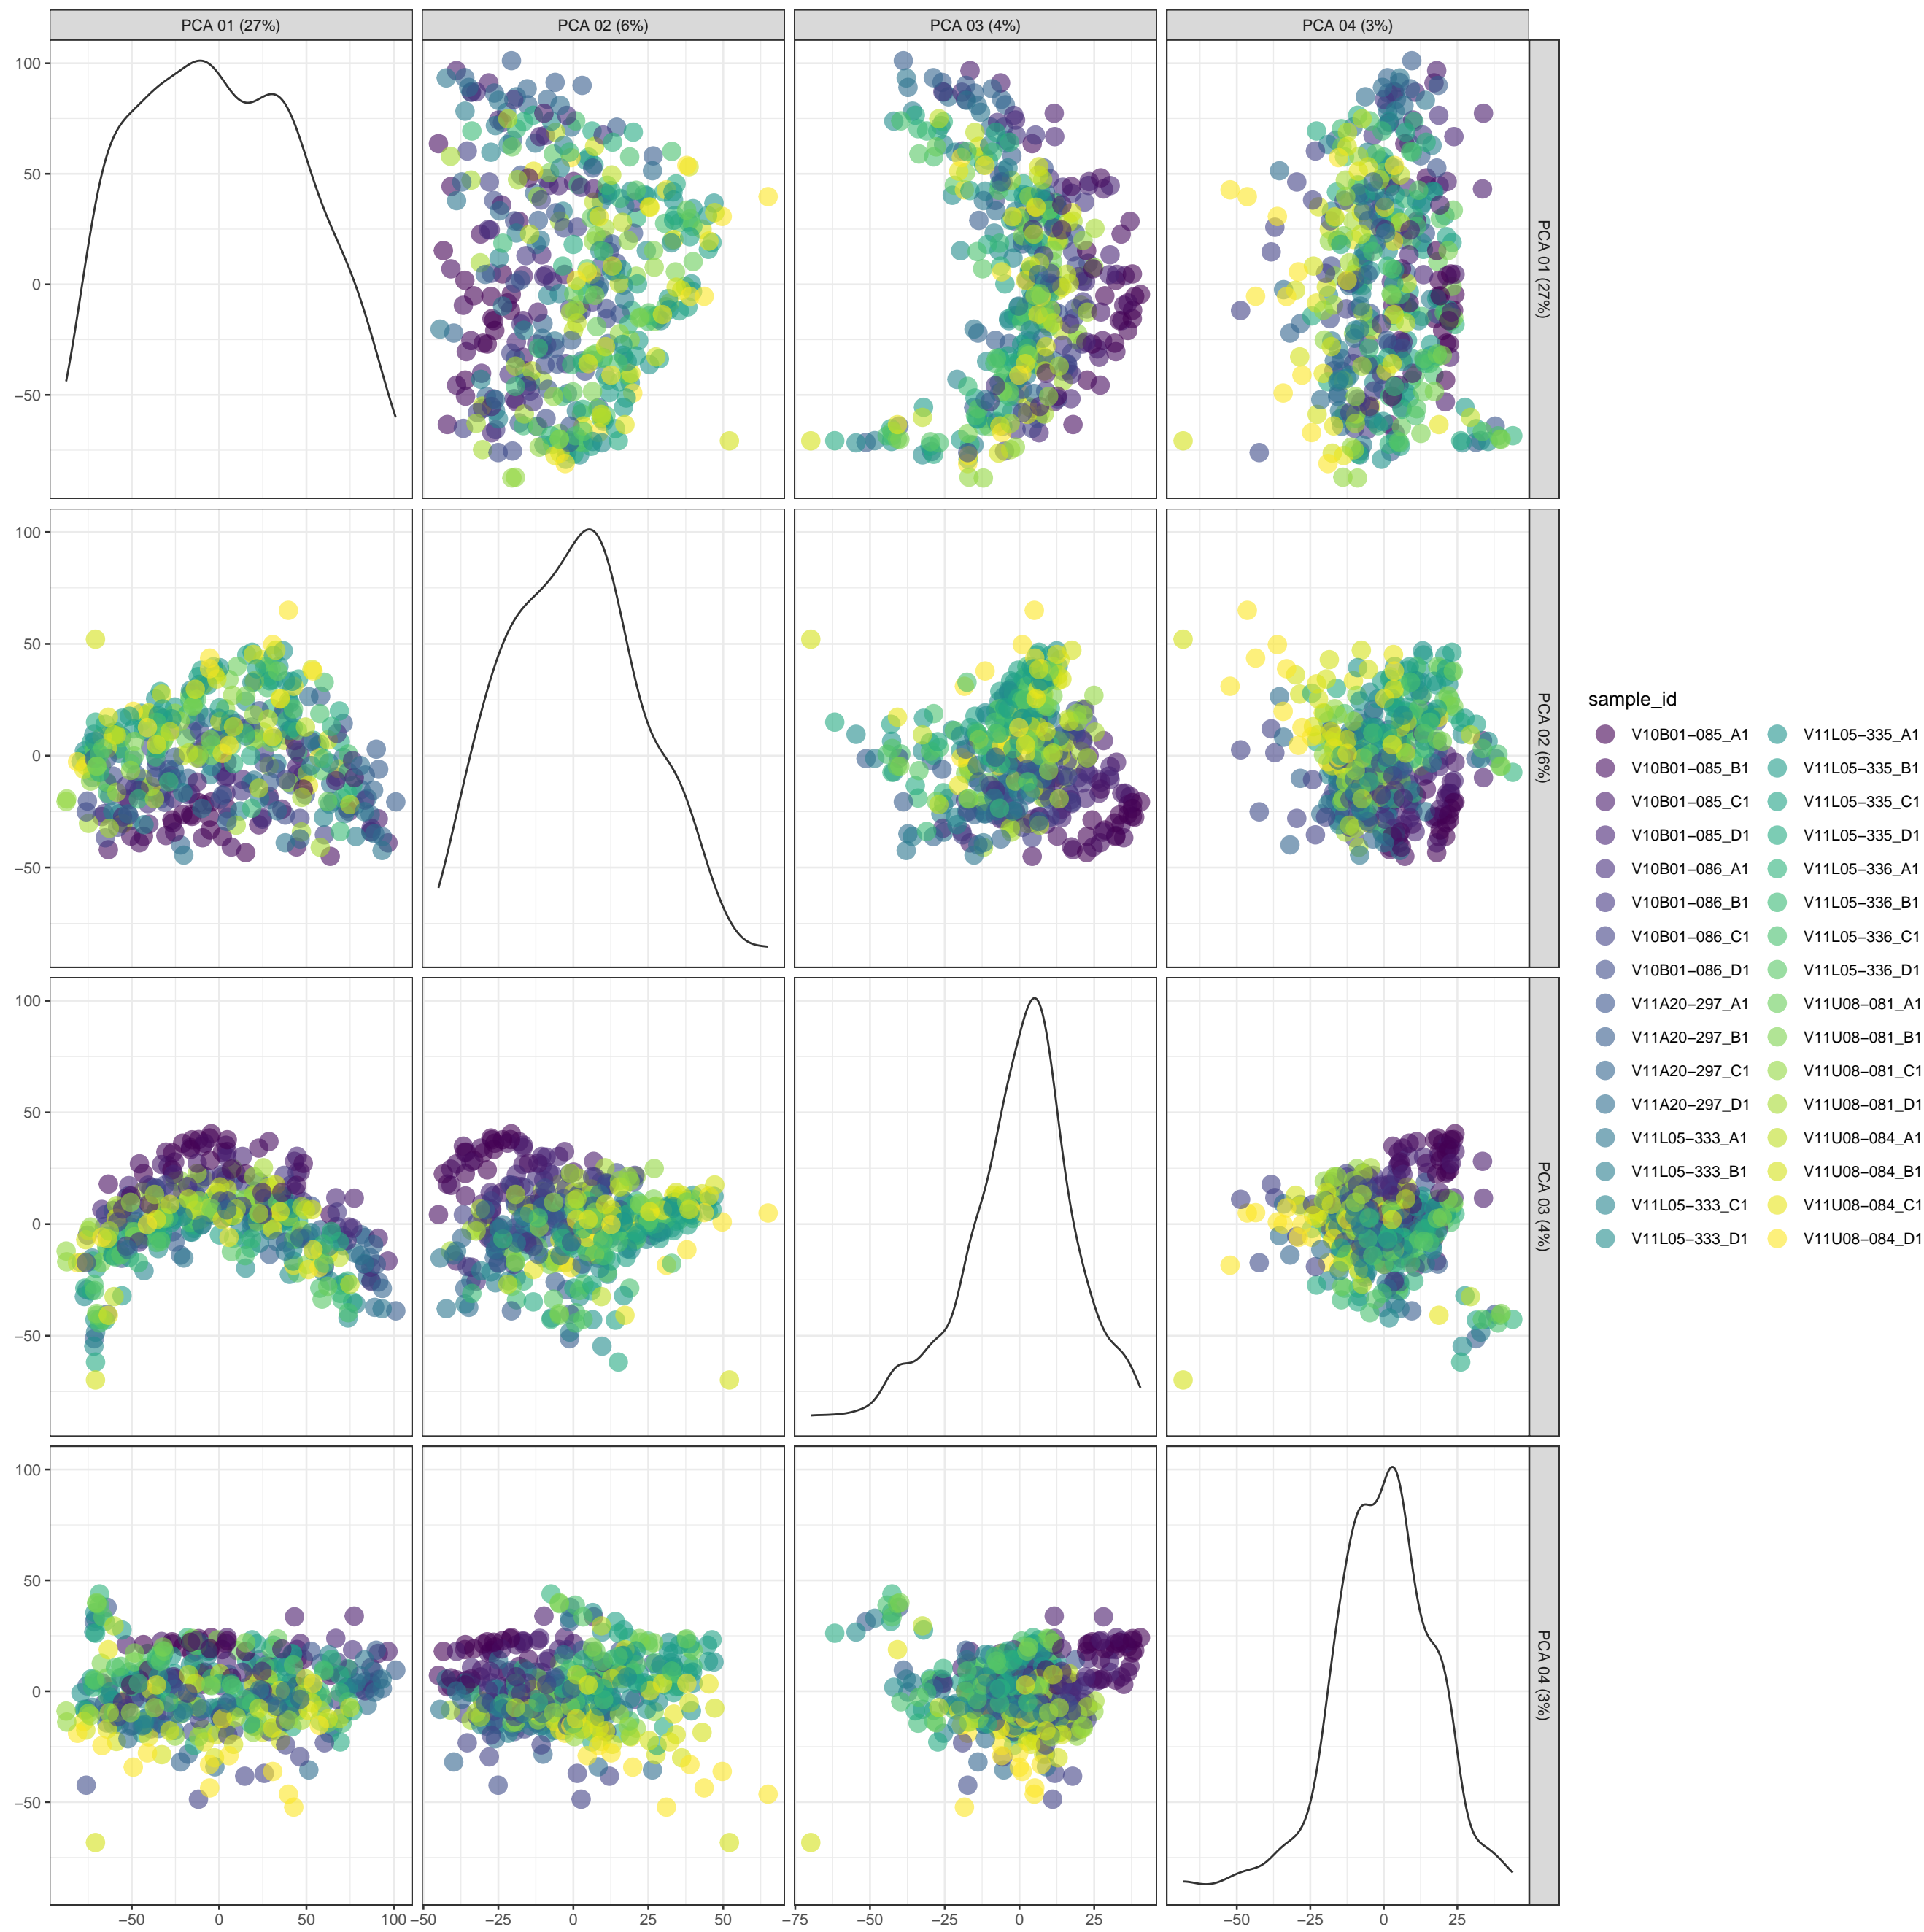 PCA 01 (27%)
PCA 02 (6%)
PCA 03 (4%)
PCA 04 (3%)
100
50
0
−50
PCA 01 (27%)
100
50
0
−50
PCA 02 (6%)
100
50
0
−50
PCA 03 (4%)
100
50
0
−50
PCA 04 (3%)
−50 0 50 100
−50 −25 0 25 50
−75 −50 −25 0 25
−50 −25 0 25
sample_id
V10B01−085_A1
V10B01−085_B1
V10B01−085_C1
V10B01−085_D1
V10B01−086_A1
V10B01−086_B1
V10B01−086_C1
V10B01−086_D1
V11A20−297_A1
V11A20−297_B1
V11A20−297_C1
V11A20−297_D1
V11L05−333_A1
V11L05−333_B1
V11L05−333_C1
V11L05−333_D1
V11L05−335_A1
V11L05−335_B1
V11L05−335_C1
V11L05−335_D1
V11L05−336_A1
V11L05−336_B1
V11L05−336_C1
V11L05−336_D1
V11U08−081_A1
V11U08−081_B1
V11U08−081_C1
V11U08−081_D1
V11U08−084_A1
V11U08−084_B1
V11U08−084_C1
V11U08−084_D1